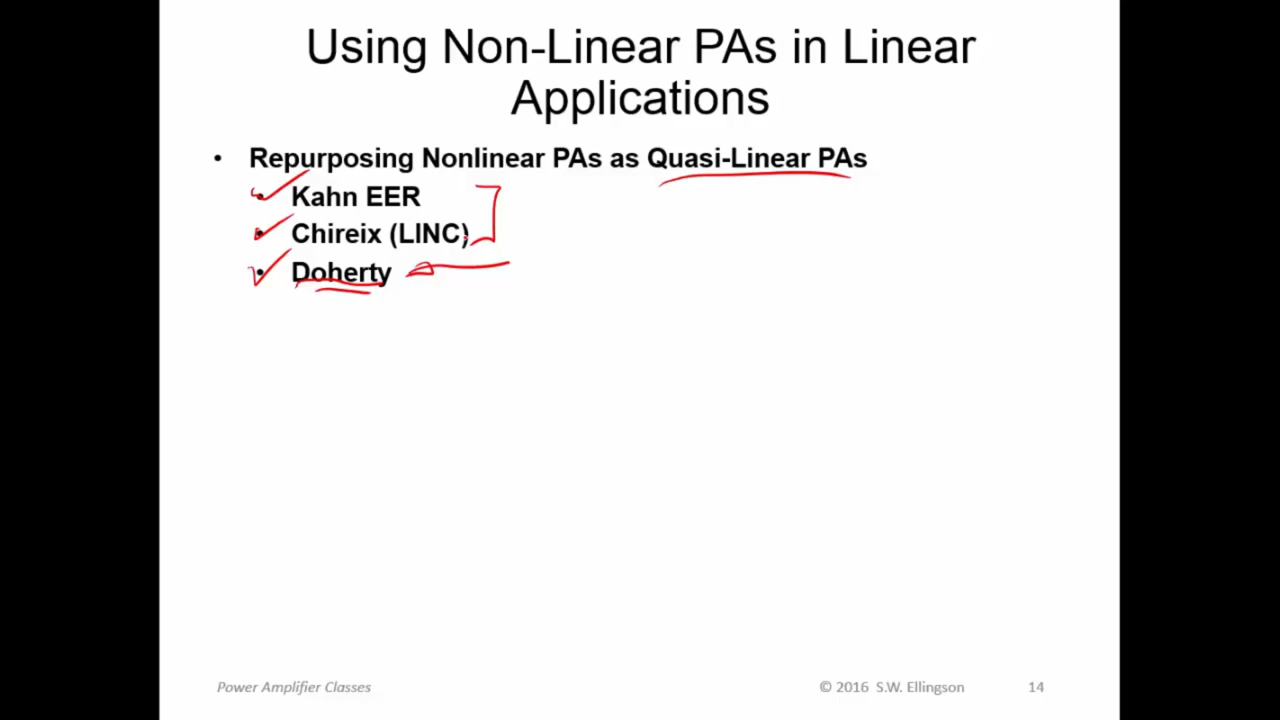 Using Non-Linear PAs in Linear
Applications
• Repurposing Nonlinear PAs as Quasi-Linear PAs
• Kahn EER
• Chireix (LINC)
• Doherty
Power Amplifier Classes
© 2016 S.W. Ellingson
14